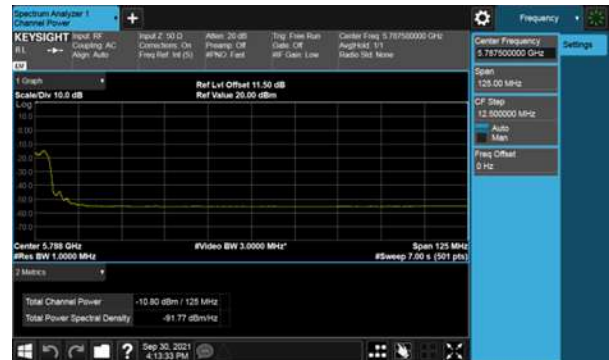 Spectrum Analyzer 1
Channel Power
+
Frequency
KEYSIGHT
Input: RF
Input Z: 50 Ω
Atten: 20 dB
Trig: Free Run
Center Freq: 5.787500000 GHz
RL
Coupling: AC
Corrections: On
Preamp: Off
Gate: Off
Avg|Hold: 1/1
Align: Auto
Freq Ref: Int (S)
#PNO: Fast
#IF Gain: Low
Radio Std: None
LW
1 Graph
Ref Lvl Offset 11.50 dB
Scale/Div 10.0 dB
Ref Value 20.00 dBm
Log
10.0
0.00
-10.0
-20.0
-30.0
-40.0
-50.0
-60.0
-70.0
Center 5.788 GHz
#Video BW 3.0000 MHz*
Span 125 MHz
#Res BW 1.0000 MHz
#Sweep 7.00 s (501 pts)
2 Metrics
Total Channel Power
-10.80 dBm / 125 MHz
Total Power Spectral Density
-91.77 dBm/Hz
Center Frequency
5.787500000 GHz
Settings
Span
125.00 MHz
CF Step
12.500000 MHz
Auto
Man
Freq Offset
0 Hz
?
Sep 30, 2021
4:13:33 PM